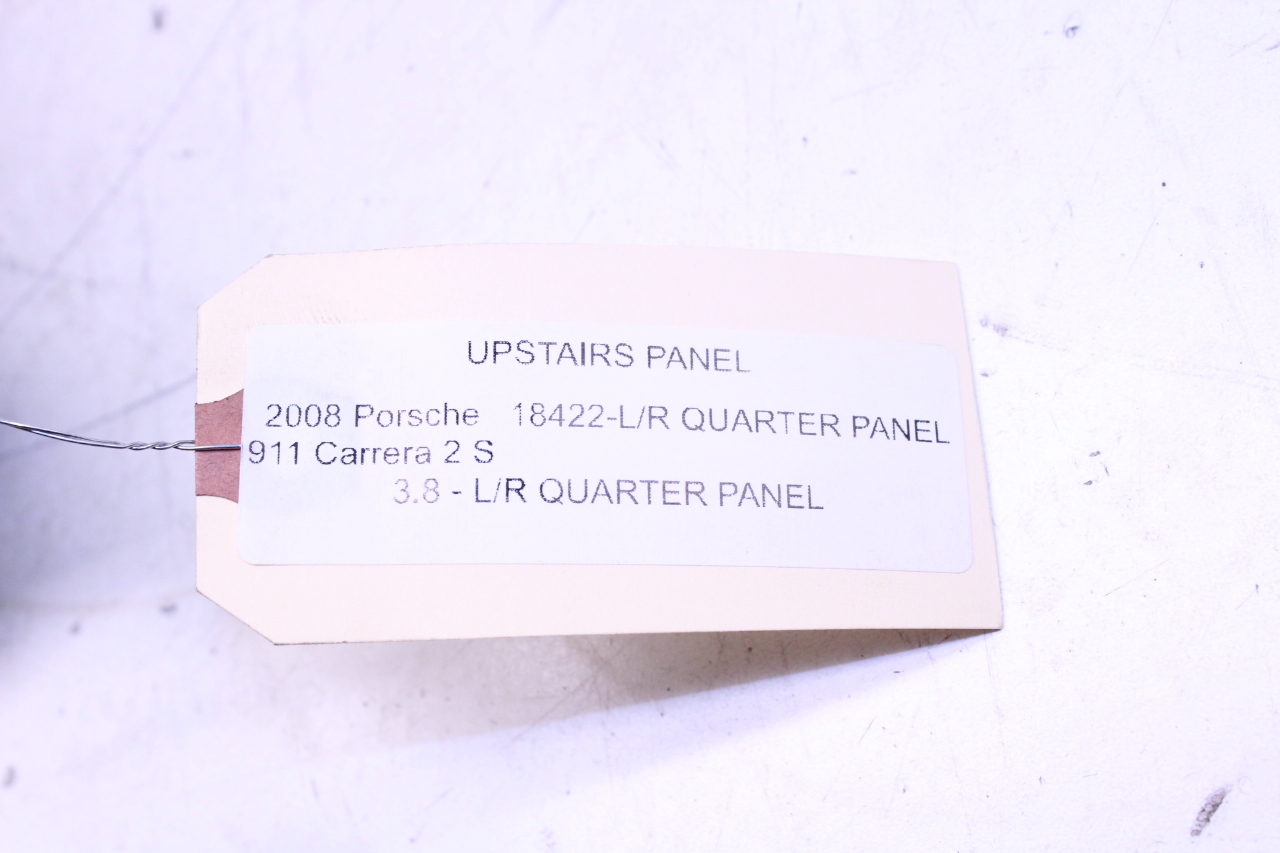 UPSTAIRS PANEL
2008 Porsche 18422-L/R QUARTER PANEL
911 Carrera 2 S
3.8 - L/R QUARTER PANEL